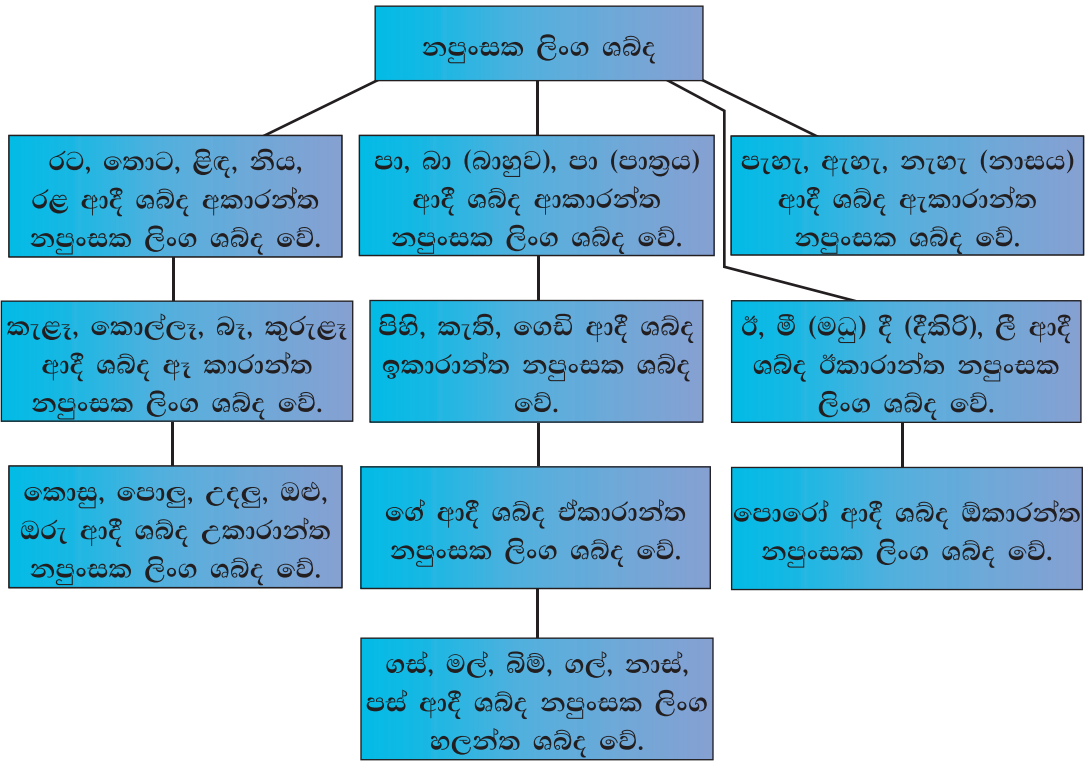 නපුංසක ලිංග ශබ්ද
රට, තොට, ළිඳ, නිය,
රළ ආදී ශබ්ද අකාරන්ත
නපුංසක ලිංග ශබ්ද වේ.
පා, බා (බාහුව), පා (පාත්‍රය)
ආදී ශබ්ද ආකාරන්ත
නපුංසක ලිංග ශබ්ද වේ.
පැහැ, ඇහැ, නැහැ (නාසය)
ආදී ශබ්ද ඇකාරාන්ත
නපුංසක ශබ්ද වේ.
කැළෑ, කොල්ලෑ, බෑ, කුරුළෑ
ආදී ශබ්ද ඈ කාරාන්ත
නපුංසක ලිංග ශබ්ද වේ.
පිහි, කැති, ගෙඩි ආදී ශබ්ද
ඉකාරාන්ත නපුංසක ශබ්ද
වේ.
ඊ, මී (මධු) දී (දීකිරි), ලී ආදී
ශබ්ද ඊකාරාන්ත නපුංසක
ලිංග ශබ්ද වේ.
කොසු, පොලු, උදලු, ඔළු,
ඔරු ආදී ශබ්ද උකාරාන්ත
නපුංසක ලිංග ශබ්ද වේ.
ගේ ආදී ශබ්ද ඒකාරාන්ත
නපුංසක ලිංග ශබ්ද වේ.
පොරෝ ආදී ශබ්ද ඕකාරන්ත
නපුංසක ලිංග ශබ්ද වේ.
ගස්, මල්, බිම්, ගල්, නාස්,
පස් ආදී ශබ්ද නපුංසක ලිංග
හලන්ත ශබ්ද වේ.